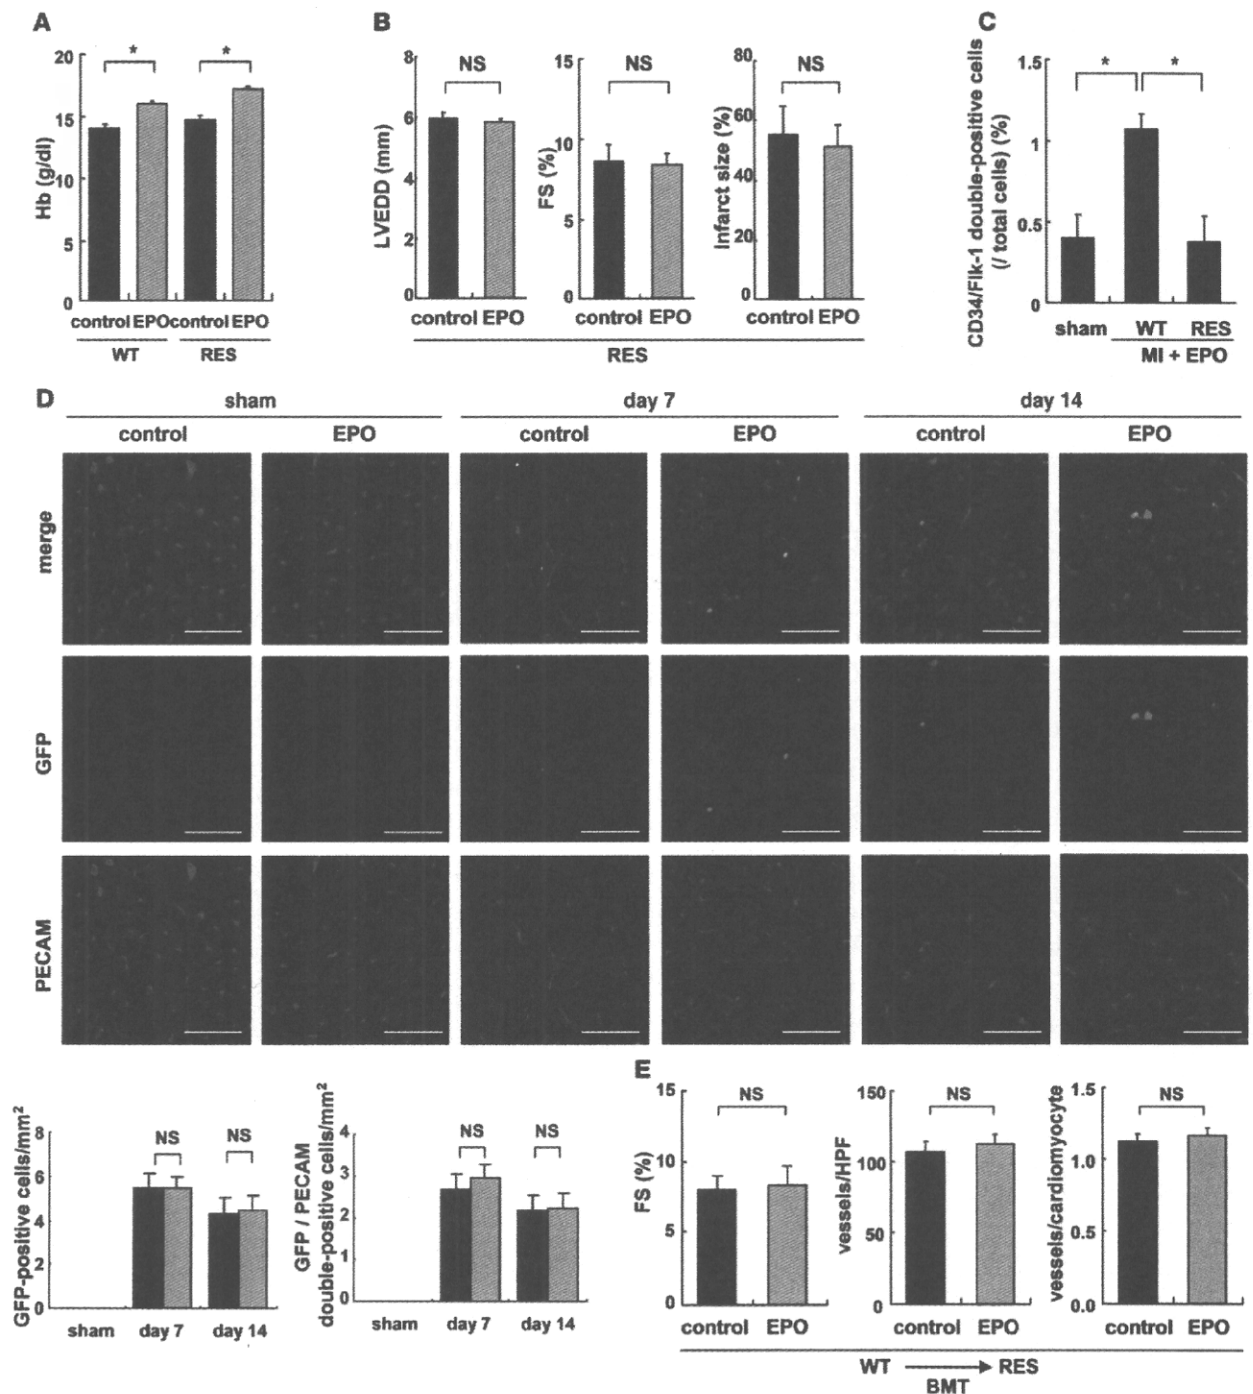 A
B
C
20
15
15
5
0
Hb (g/dl)
*
*
control EPO control EPO
WT
RES
8
6
4
2
0
LVEDD (mm)
NS
control EPO
15
10
5
0
FS (%)
NS
control EPO
80
60
40
20
0
Infarct size (%)
NS
control EPO
RES
CD34/Flk-1 double-positive cells
(/ total cells) (%)
1.5
1
0.5
0
*
*
sham
WT
RES
MI + EPO
D
sham
day 7
day 14
control
EPO
control
EPO
control
EPO
merge
GFP
PECAM
GFP-positive cells/mm²
8
6
4
2
0
NS
NS
sham
day 7
day 14
GFP / PECAM
double-positive cells/mm²
4
3
2
1
0
NS
NS
sham
day 7
day 14
E
FS (%)
15
10
5
0
NS
control
EPO
vessels/HPF
150
100
50
0
NS
control
EPO
vessels/cardiomyocyte
1.5
1.0
0.5
0.0
NS
control
EPO
WT
RES
BMT